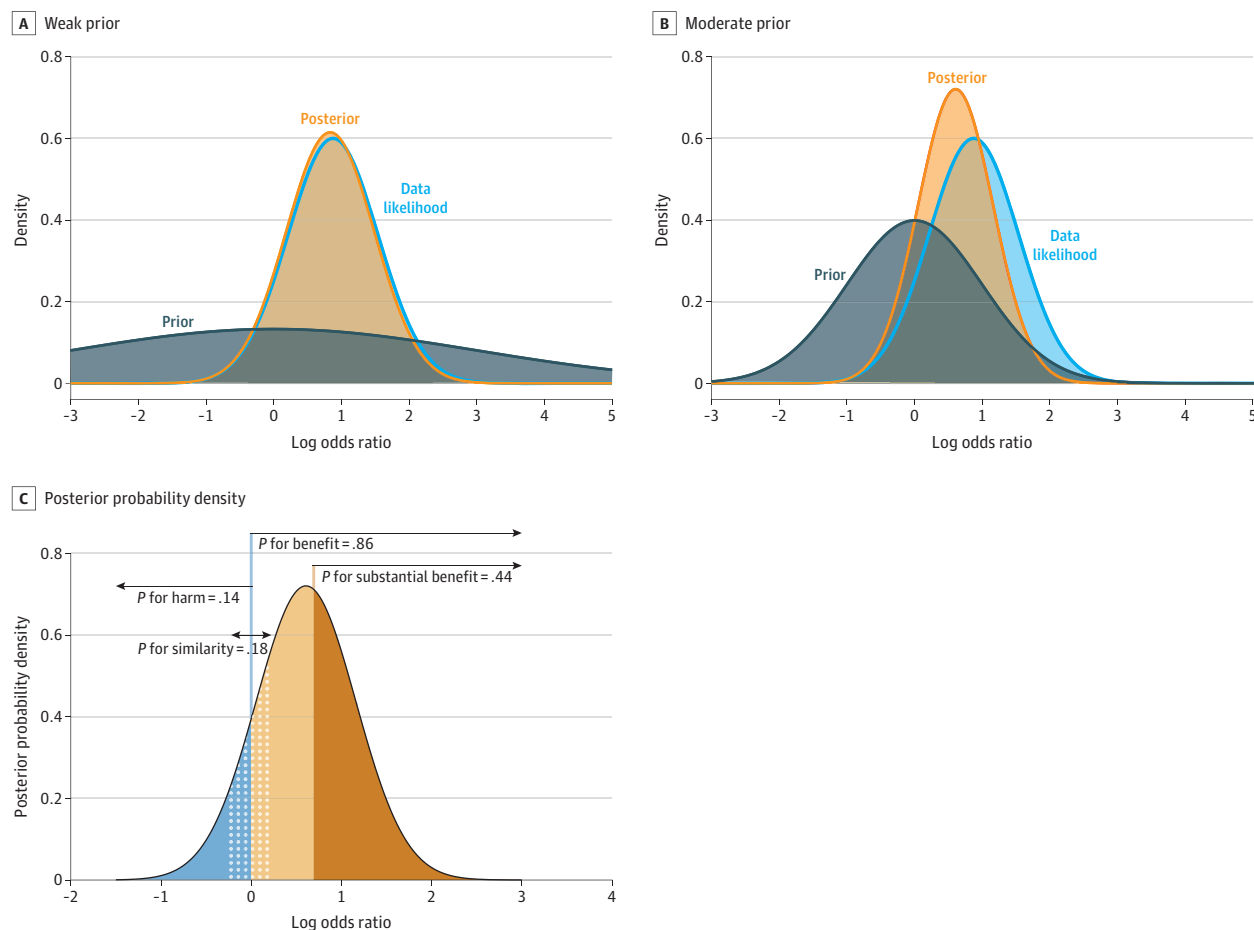 A Weak prior
0.8
0.6
0.4
0.2
0
Density
Posterior
Data
likelihood
Prior
-3 -2 -1 0 1 2 3 4 5
Log odds ratio
B Moderate prior
0.8
0.6
0.4
0.2
0
Density
Posterior
Data
likelihood
Prior
-3 -2 -1 0 1 2 3 4 5
Log odds ratio
C Posterior probability density
0.8
0.6
0.4
0.2
0
Posterior probability density
P for benefit = .86
P for substantial benefit = .44
P for harm = .14
P for similarity = .18
-2 -1 0 1 2 3 4
Log odds ratio